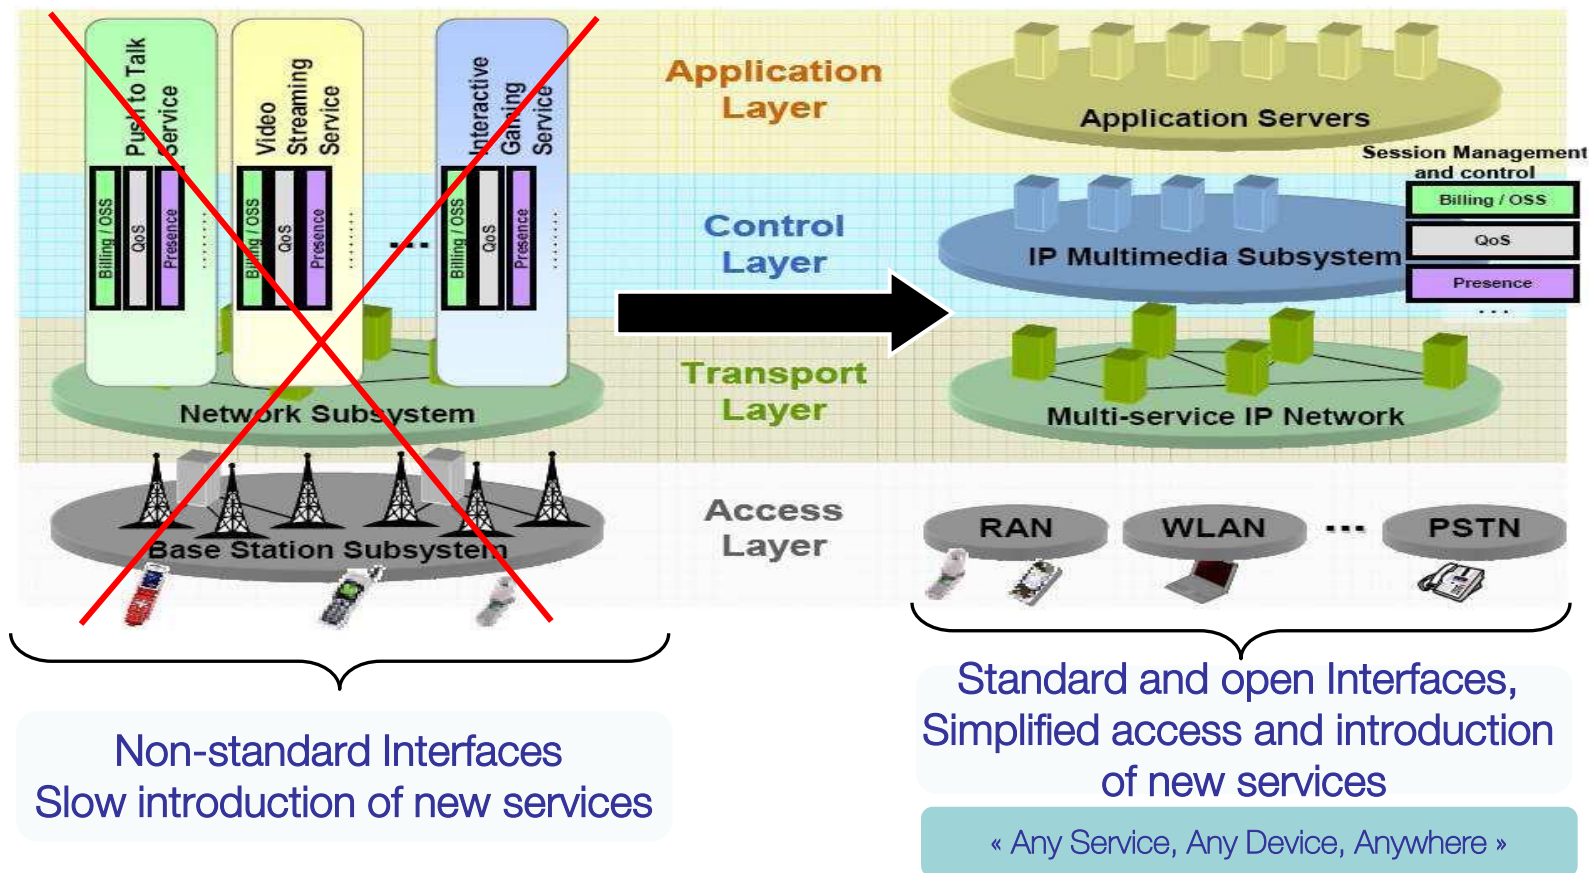 Push to Talk
Service
Billing / OSS
QoS
Presence
........
Video
Streaming
Service
Billing / OSS
QoS
Presence
........
...
Interactive
Gaming
Service
Billing / OSS
QoS
Presence
........
Network Subsystem
Base Station Subsystem
Application
Layer
Control
Layer
Transport
Layer
Access
Layer
Application Servers
Session Management
and control
Billing / OSS
QoS
Presence
...
IP Multimedia Subsystem
Multi-service IP Network
RAN
WLAN
...
PSTN
Non-standard Interfaces
Slow introduction of new services
Standard and open Interfaces,
Simplified access and introduction
of new services
« Any Service, Any Device, Anywhere »